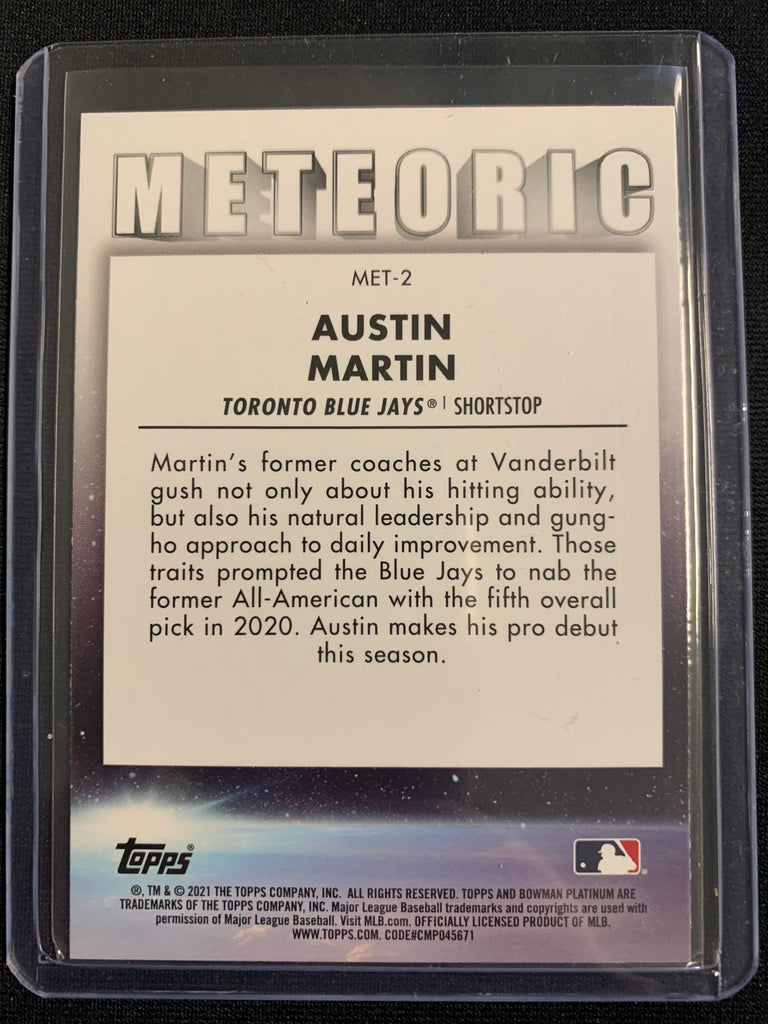 METEORIC
MET-2
AUSTIN
MARTIN
TORONTO BLUE JAYS® | SHORTSTOP
Martin's former coaches at Vanderbilt
gush not only about his hitting ability,
but also his natural leadership and gung-
ho approach to daily improvement. Those
traits prompted the Blue Jays to nab the
former All-American with the fifth overall
pick in 2020. Austin makes his pro debut
this season.
topps®
®, TM & © 2021 THE TOPPS COMPANY, INC. ALL RIGHTS RESERVED. TOPPS AND BOWMAN PLATINUM ARE
TRADEMARKS OF THE TOPPS COMPANY, INC. Major League Baseball trademarks and copyrights are used with
permission of Major League Baseball. Visit MLB.com. OFFICIALLY LICENSED PRODUCT OF MLB.
WWW.TOPPS.COM. CODE#CMP045671